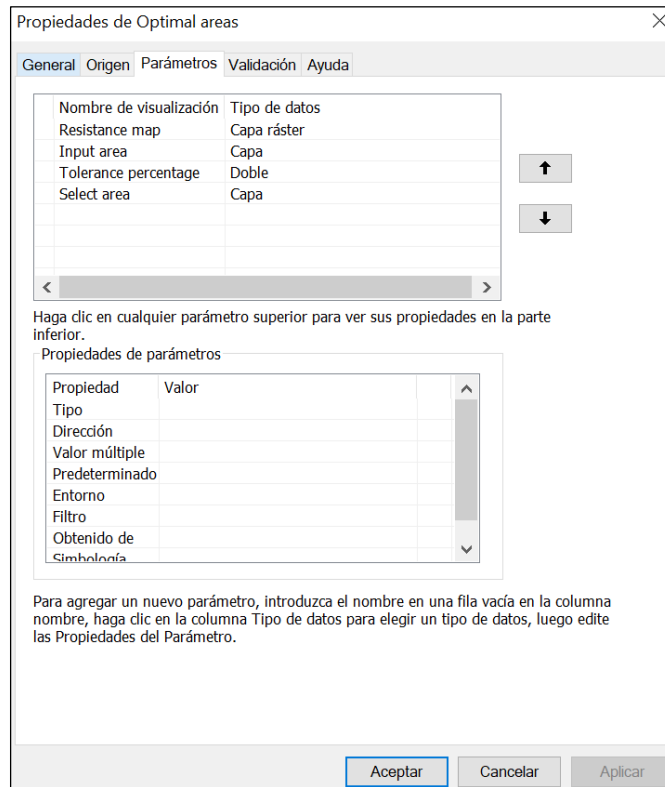 Propiedades de Optimal areas
General Origen Parámetros Validación Ayuda
Nombre de visualización Tipo de datos
Resistance map Capa ráster
Input area Capa
Tolerance percentage Doble
Select area Capa
Haga clic en cualquier parámetro superior para ver sus propiedades en la parte
inferior.
Propiedades de parámetros
Propiedad Valor
Tipo
Dirección
Valor múltiple
Predeterminado
Entorno
Filtro
Obtenido de
Simbología
Para agregar un nuevo parámetro, introduzca el nombre en una fila vacía en la columna
nombre, haga clic en la columna Tipo de datos para elegir un tipo de datos, luego edite
las Propiedades del Parámetro.
Aceptar Cancelar Aplicar